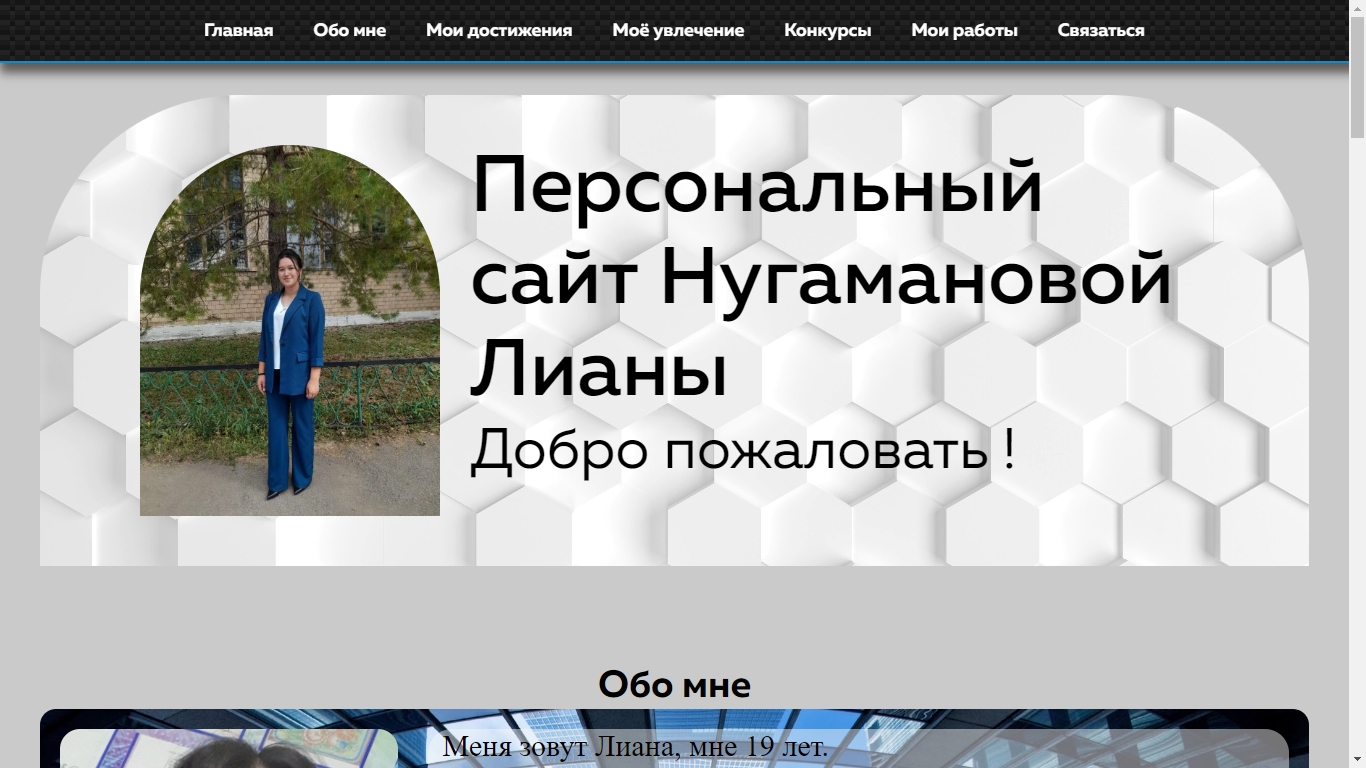 Главная Обо мне Мои достижения Моё увлечение Конкурсы Мои работы Связаться
Персональный
сайт Нугамановой
Лианы
Добро пожаловать !
Обо мне
Меня зовут Лиана, мне 19 лет.